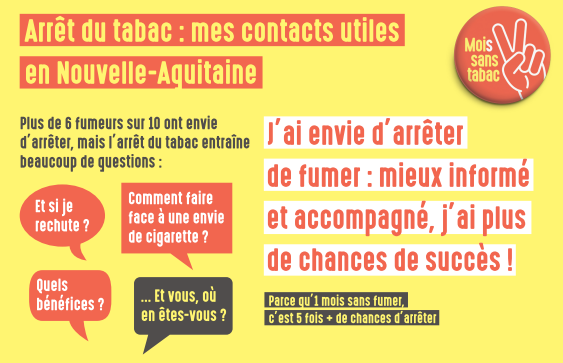 Arrêt du tabac : mes contacts utiles
en Nouvelle-Aquitaine
Mois
sans
tabac
Plus de 6 fumeurs sur 10 ont envie
d'arrêter, mais l'arrêt du tabac entraîne
beaucoup de questions :
Et si je
rechute ?
Comment faire
face à une envie
de cigarette ?
Quels
bénéfices ?
... Et vous, où
en êtes-vous ?
J'ai envie d'arrêter
de fumer : mieux informé
et accompagné, j'ai plus
de chances de succès !
Parce qu'1 mois sans fumer,
c'est 5 fois + de chances d'arrêter